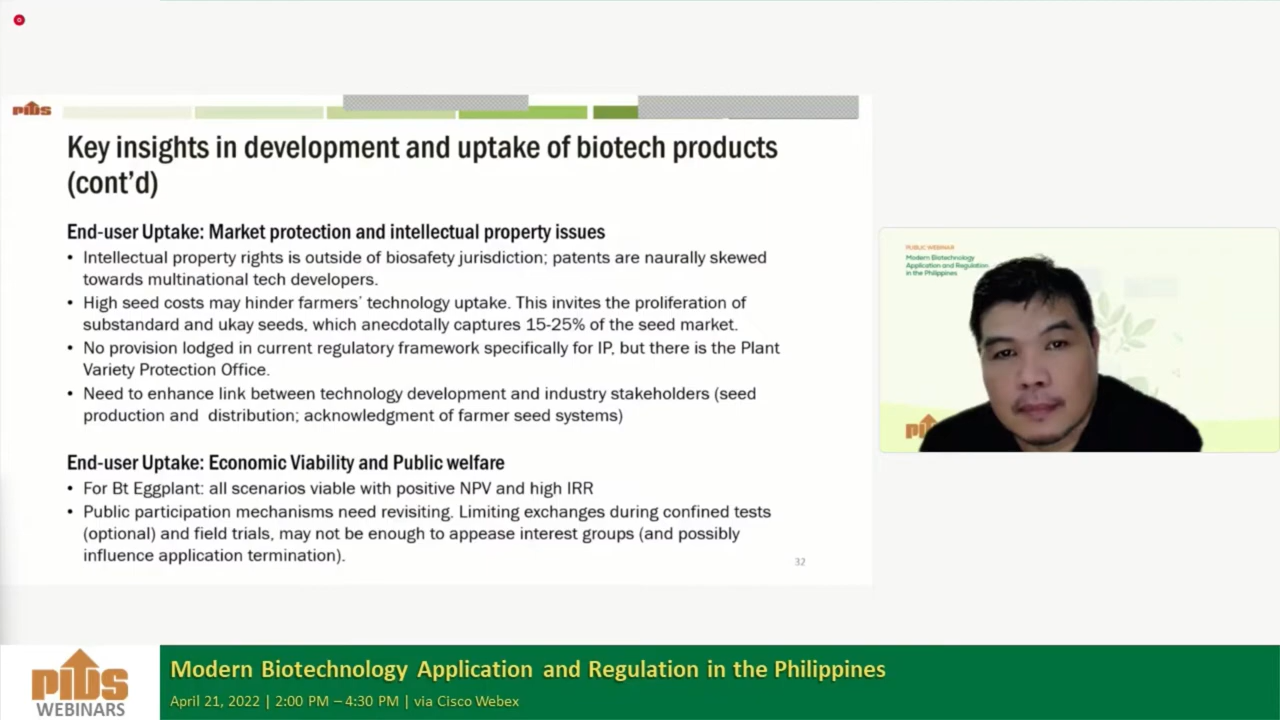 PIDS
Key insights in development and uptake of biotech products
(cont'd)
End-user Uptake: Market protection and intellectual property issues
• Intellectual property rights is outside of biosafety jurisdiction; patents are naurally skewed
towards multinational tech developers.
• High seed costs may hinder farmers' technology uptake. This invites the proliferation of
substandard and ukay seeds, which anecdotally captures 15-25% of the seed market.
• No provision lodged in current regulatory framework specifically for IP, but there is the Plant
Variety Protection Office.
• Need to enhance link between technology development and industry stakeholders (seed
production and distribution; acknowledgment of farmer seed systems)
End-user Uptake: Economic Viability and Public welfare
• For Bt Eggplant: all scenarios viable with positive NPV and high IRR
• Public participation mechanisms need revisiting. Limiting exchanges during confined tests
(optional) and field trials, may not be enough to appease interest groups (and possibly
influence application termination).
32
PUBLIC WEBINAR
Modern Biotechnology
Application and Regulation
in the Philippines
PIDS
WEBINARS
Modern Biotechnology Application and Regulation in the Philippines
April 21, 2022 | 2:00 PM – 4:30 PM | via Cisco Webex